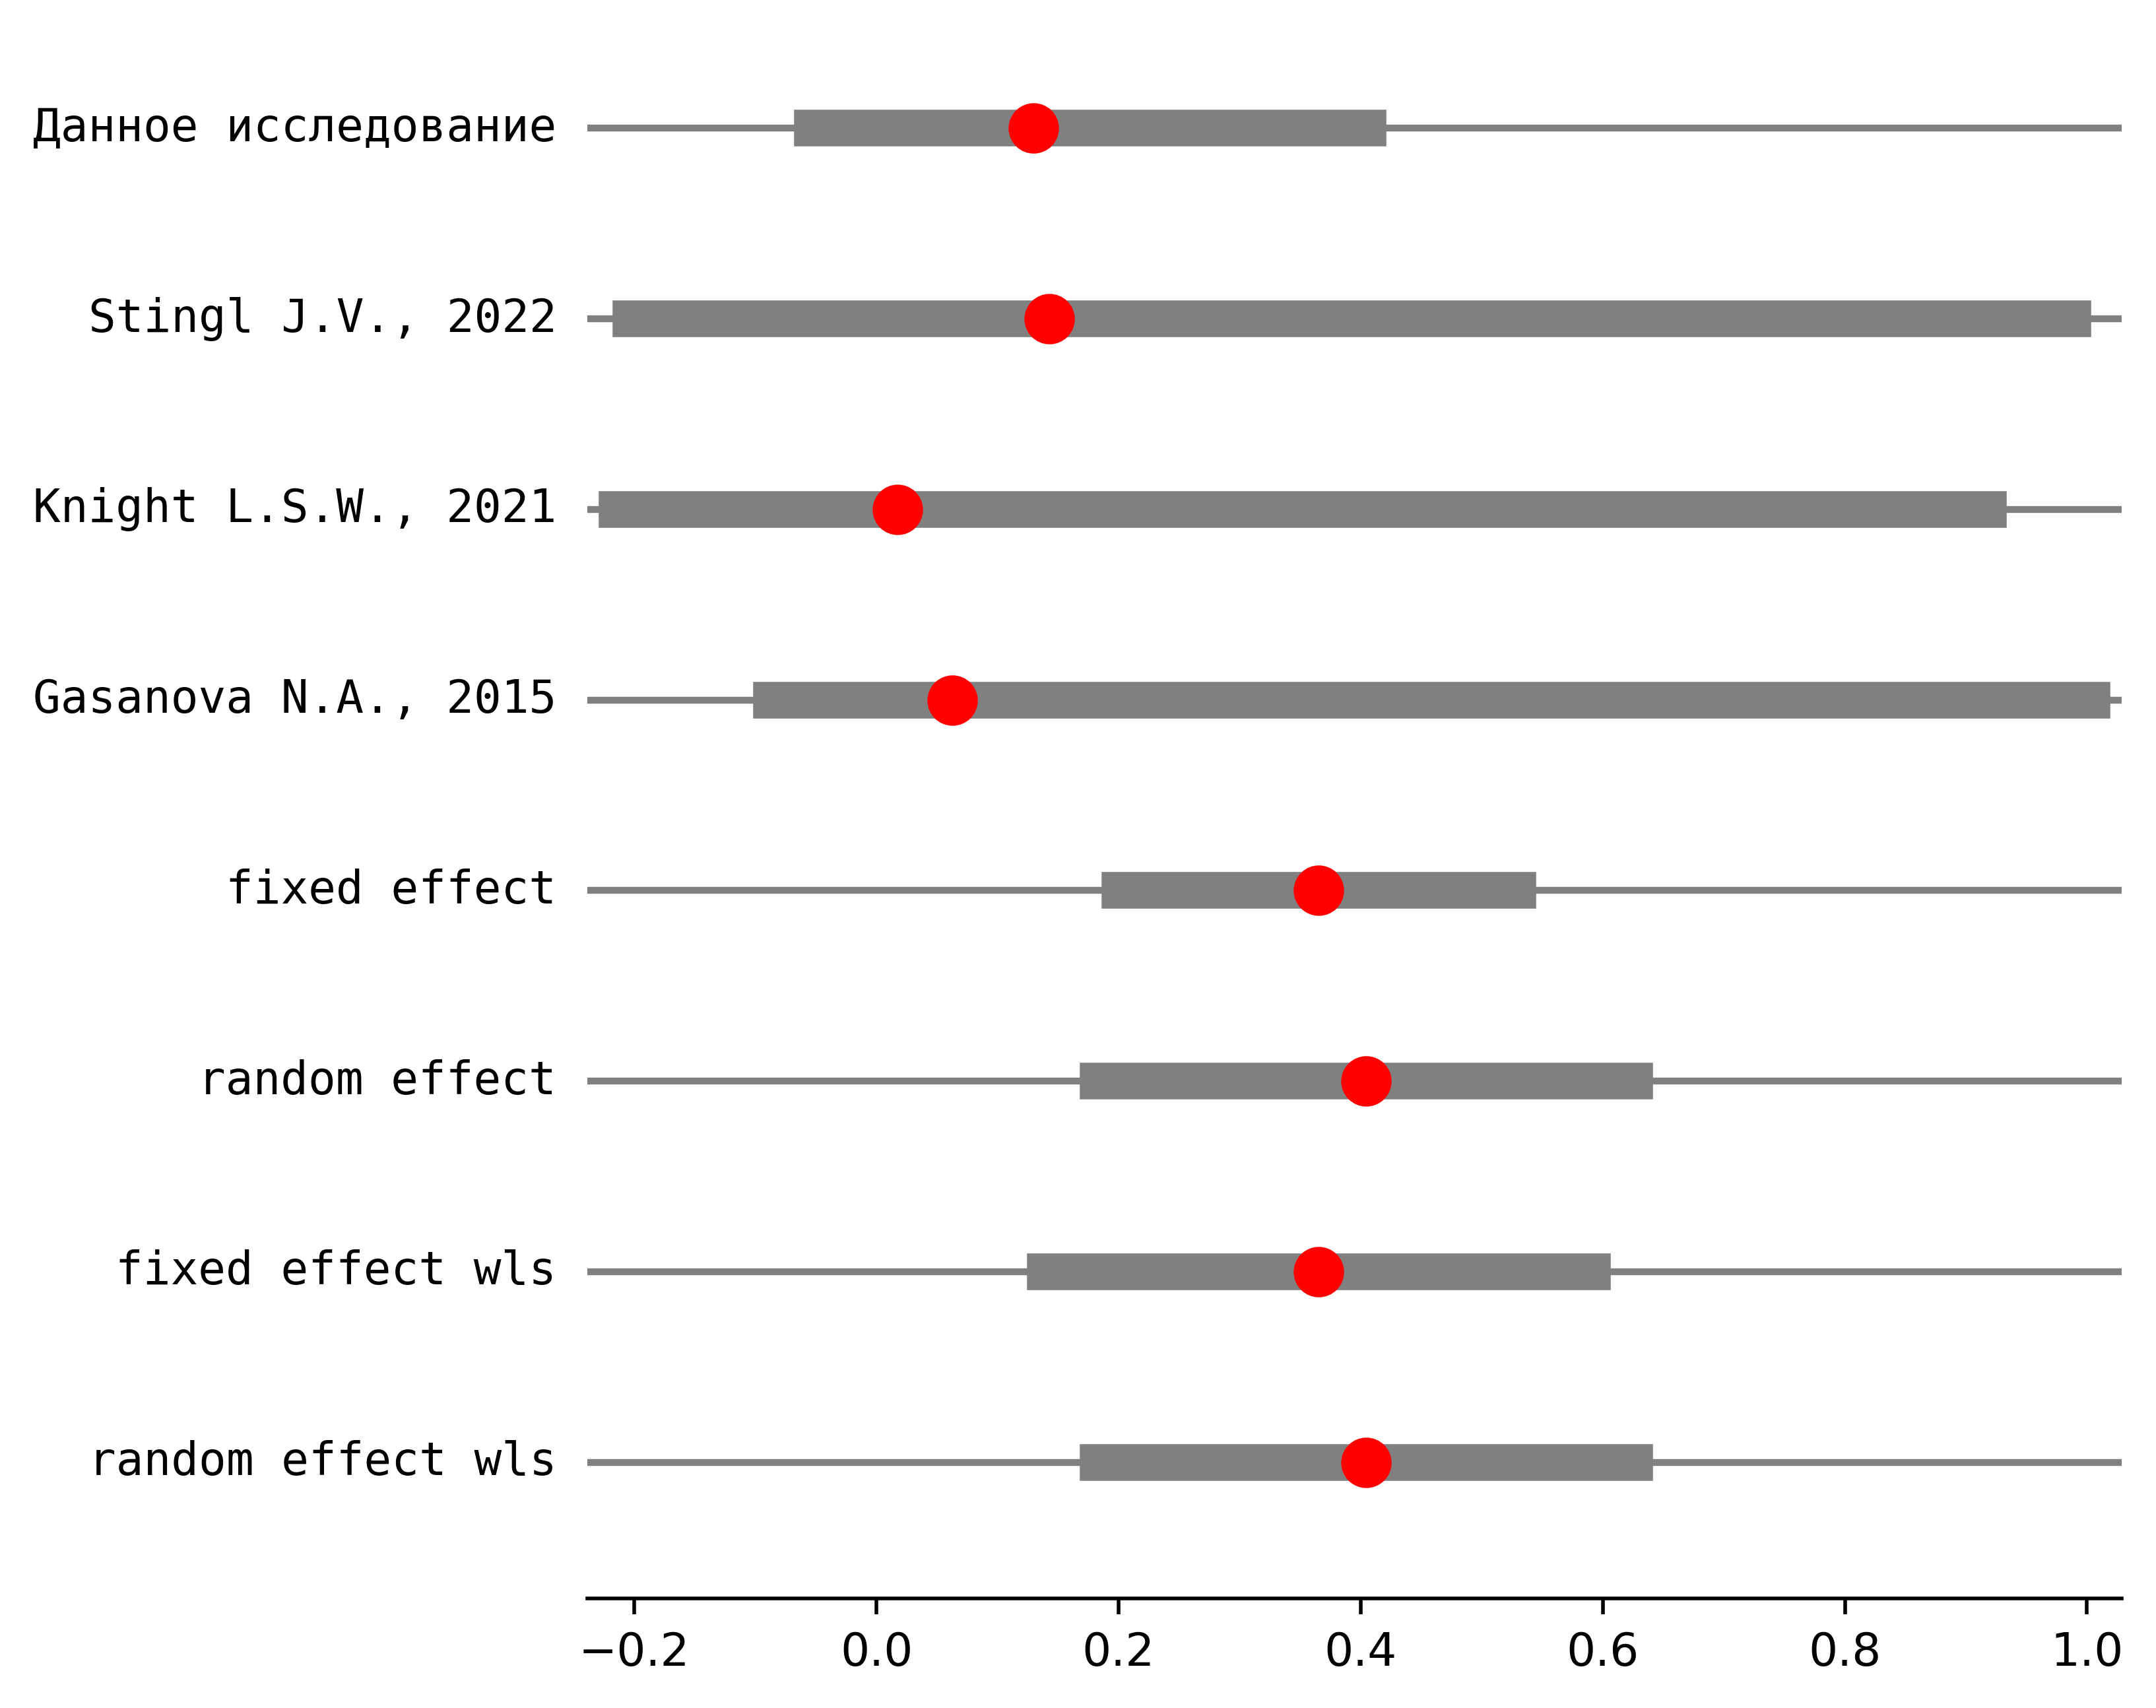 Данное исследование
Stingl J.V., 2022
Knight L.S.W., 2021
Gasanova N.A., 2015
fixed effect
random effect
fixed effect wls
random effect wls
−0.2 0.0 0.2 0.4 0.6 0.8 1.0